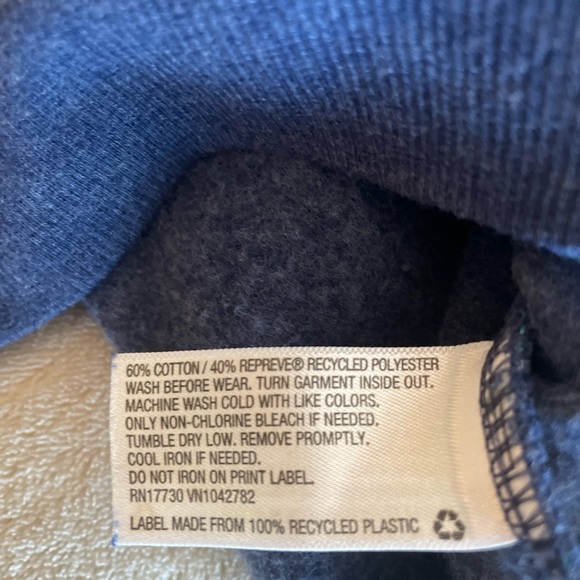 60% COTTON / 40% REPREVE® RECYCLED POLYESTER
WASH BEFORE WEAR. TURN GARMENT INSIDE OUT.
MACHINE WASH COLD WITH LIKE COLORS.
ONLY NON-CHLORINE BLEACH IF NEEDED.
TUMBLE DRY LOW. REMOVE PROMPTLY.
COOL IRON IF NEEDED.
DO NOT IRON ON PRINT LABEL.
RN17730 VN1042782
LABEL MADE FROM 100% RECYCLED PLASTIC